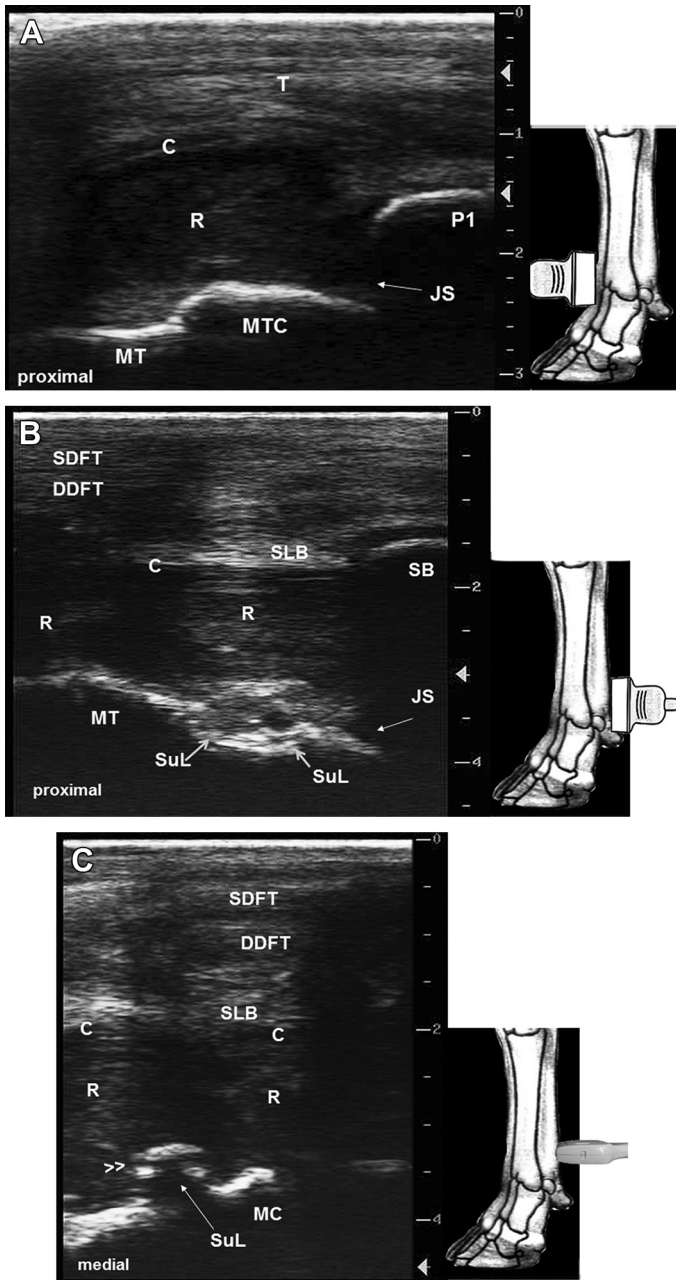 A
0
T
C
1
R
P1
2
JS
MTC
MT
proximal
3
B
0
SDFT
DDFT
SLB
C
SB
2
R
R
JS
MT
SuL
SuL
4
proximal
C
0
SDFT
DDFT
SLB
C
C
2
R
R
>>
MC
SuL
4
medial